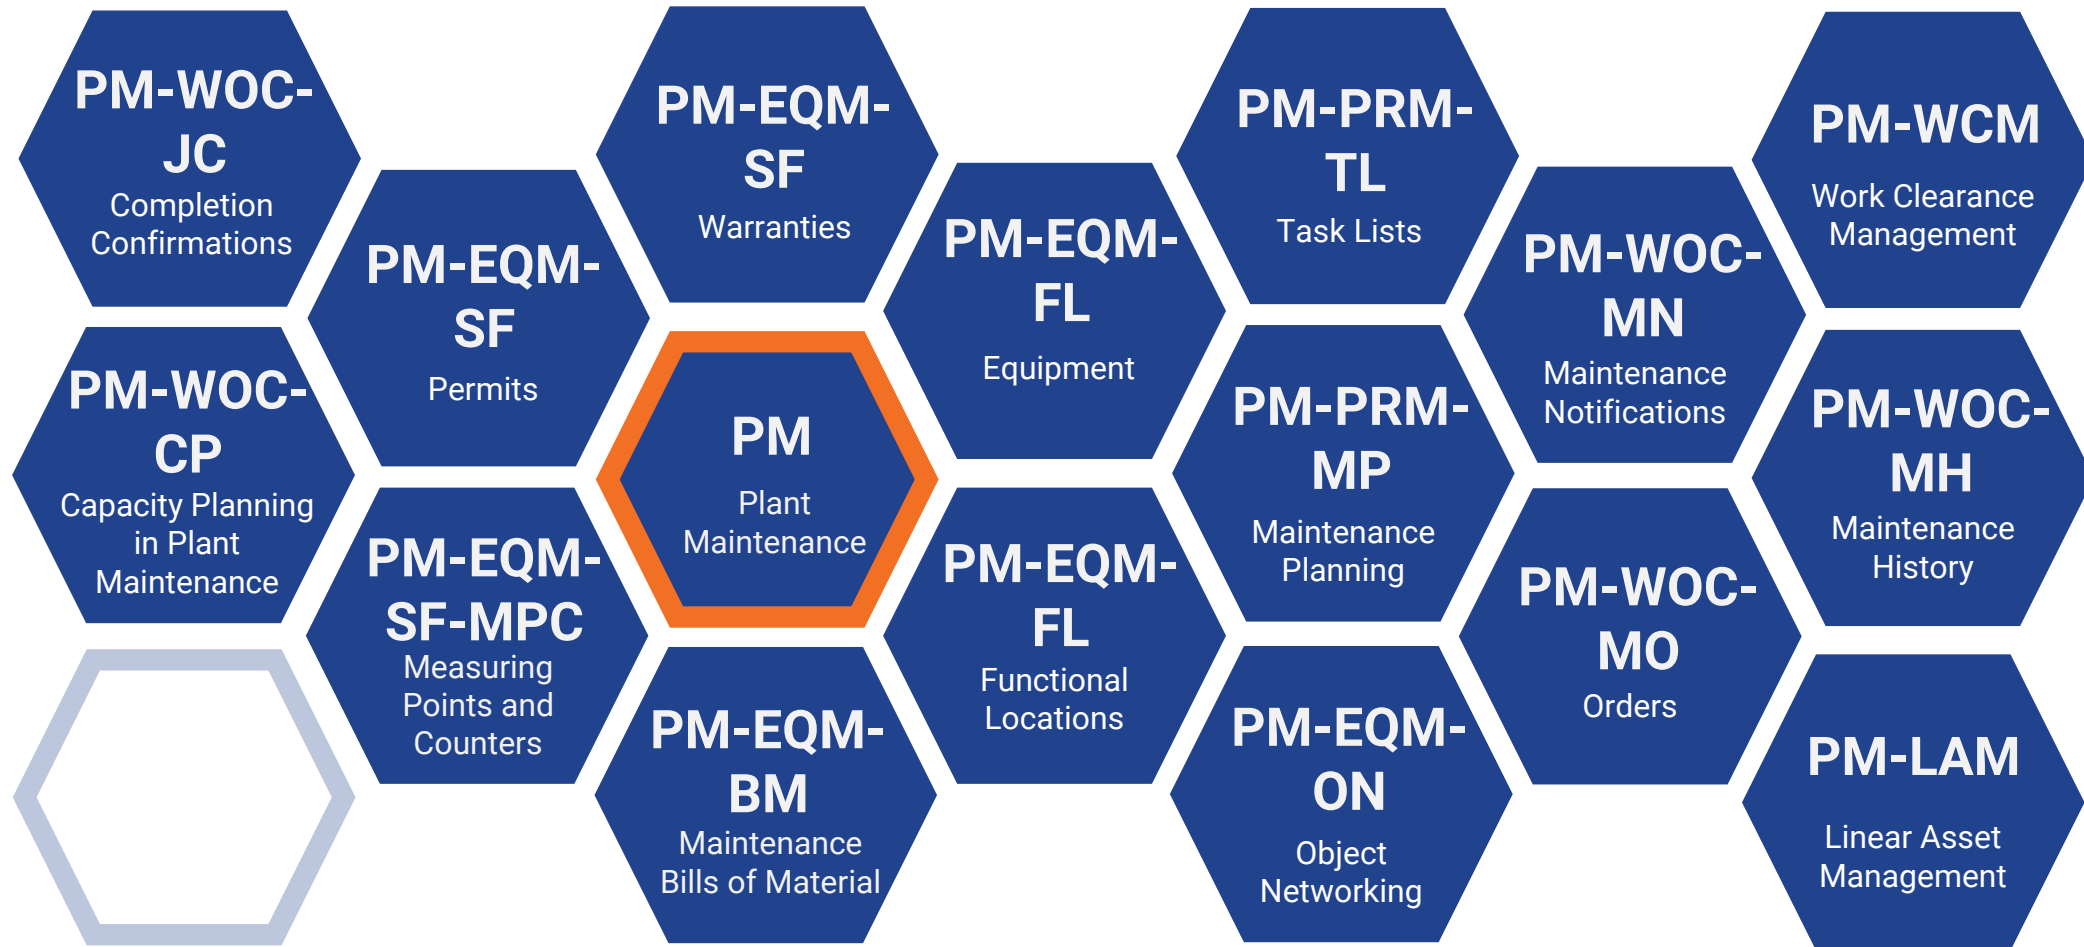 PM-WOC-
JC
Completion
Confirmations
PM-EQM-
SF
Warranties
PM-PRM-
TL
Task Lists
PM-WCM
Work Clearance
Management
PM-EQM-
SF
Permits
PM-EQM-
FL
Equipment
PM-WOC-
MN
Maintenance
Notifications
PM-WOC-
CP
Capacity Planning
in Plant
Maintenance
PM
Plant
Maintenance
PM-PRM-
MP
Maintenance
Planning
PM-WOC-
MH
Maintenance
History
PM-EQM-
SF-MPC
Measuring
Points and
Counters
PM-EQM-
FL
Functional
Locations
PM-WOC-
MO
Orders
PM-EQM-
BM
Maintenance
Bills of Material
PM-EQM-
ON
Object
Networking
PM-LAM
Linear Asset
Management